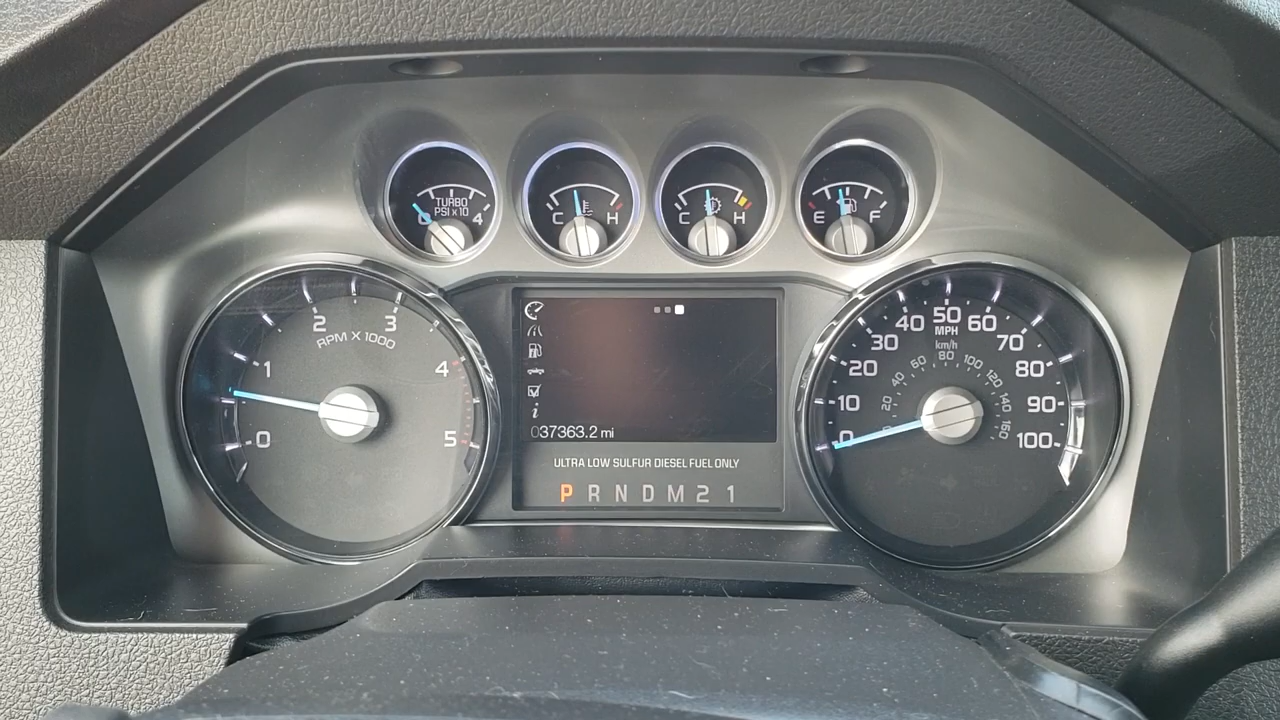 TURBO
PSI x 10
0 4
C H
C H
E F
0 1 2 3 4 5
RPM X 1000
i
037363.2 mi
ULTRA LOW SULFUR DIESEL FUEL ONLY
P R N D M 2 1
0 10 20 30 40 50 60 70 80 90 100
MPH
km/h
0 20 40 60 80 100 120 140 160